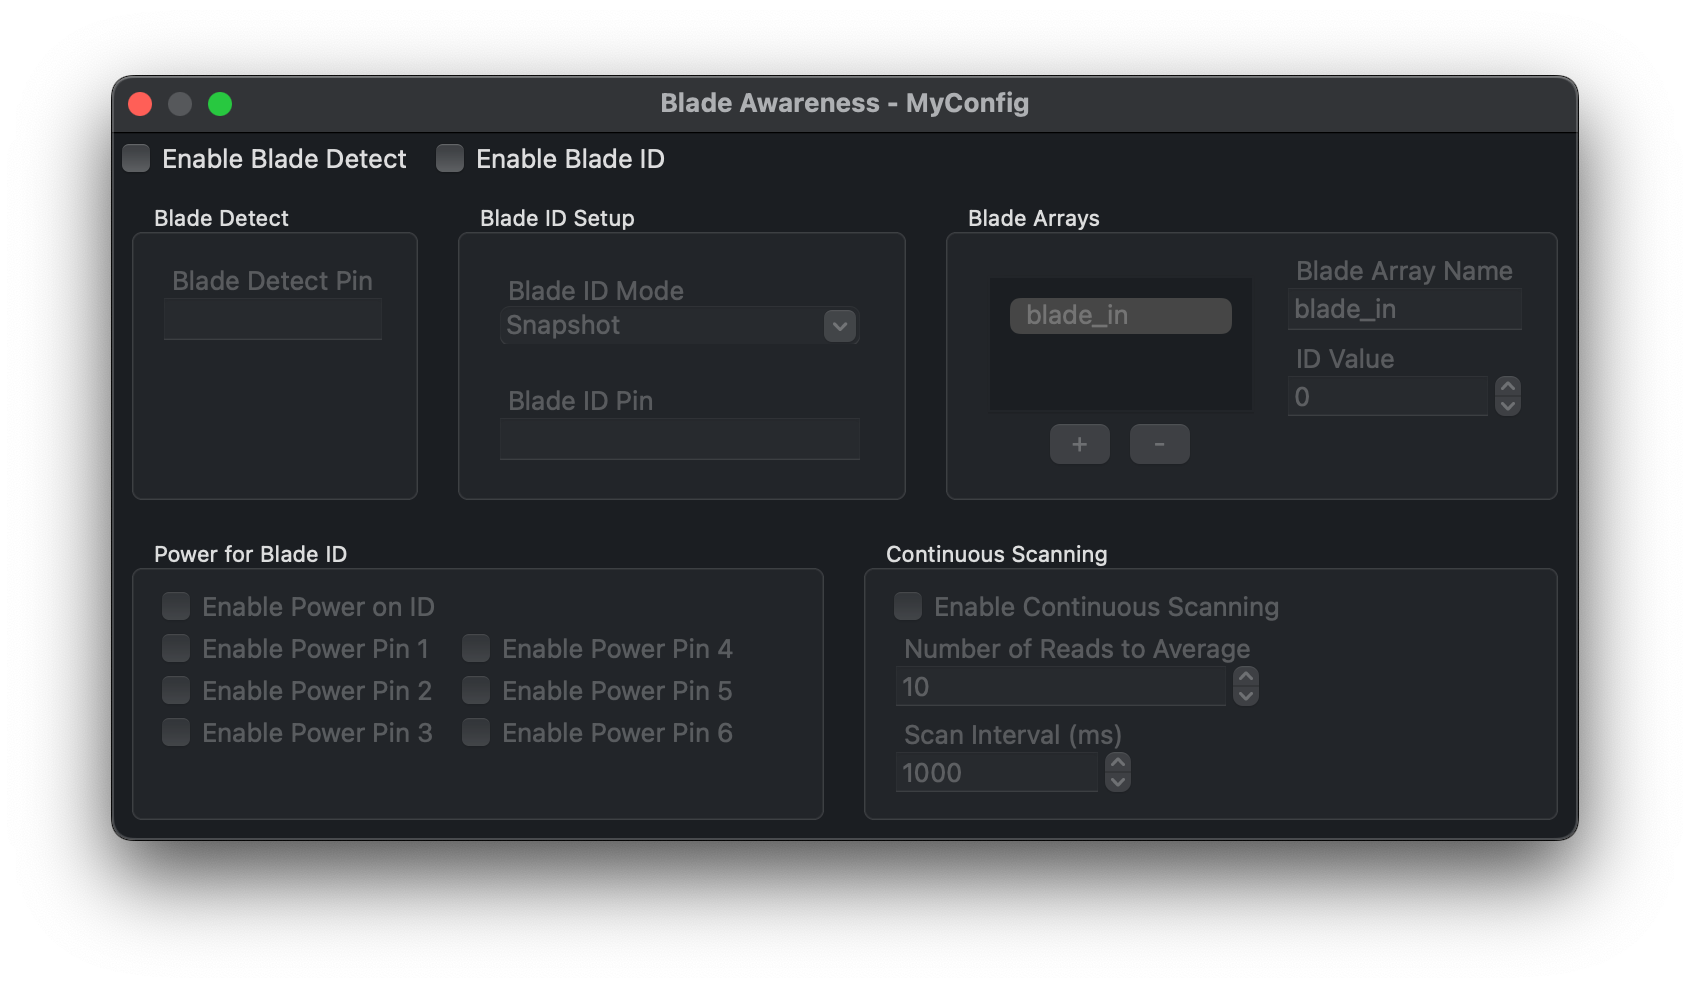 Blade Awareness - MyConfig
Enable Blade Detect
Enable Blade ID
Blade Detect
Blade Detect Pin
Blade ID Setup
Blade ID Mode
Snapshot
Blade ID Pin
Blade Arrays
blade_in
+
-
Blade Array Name
blade_in
ID Value
0
Power for Blade ID
Enable Power on ID
Enable Power Pin 1
Enable Power Pin 4
Enable Power Pin 2
Enable Power Pin 5
Enable Power Pin 3
Enable Power Pin 6
Continuous Scanning
Enable Continuous Scanning
Number of Reads to Average
10
Scan Interval (ms)
1000